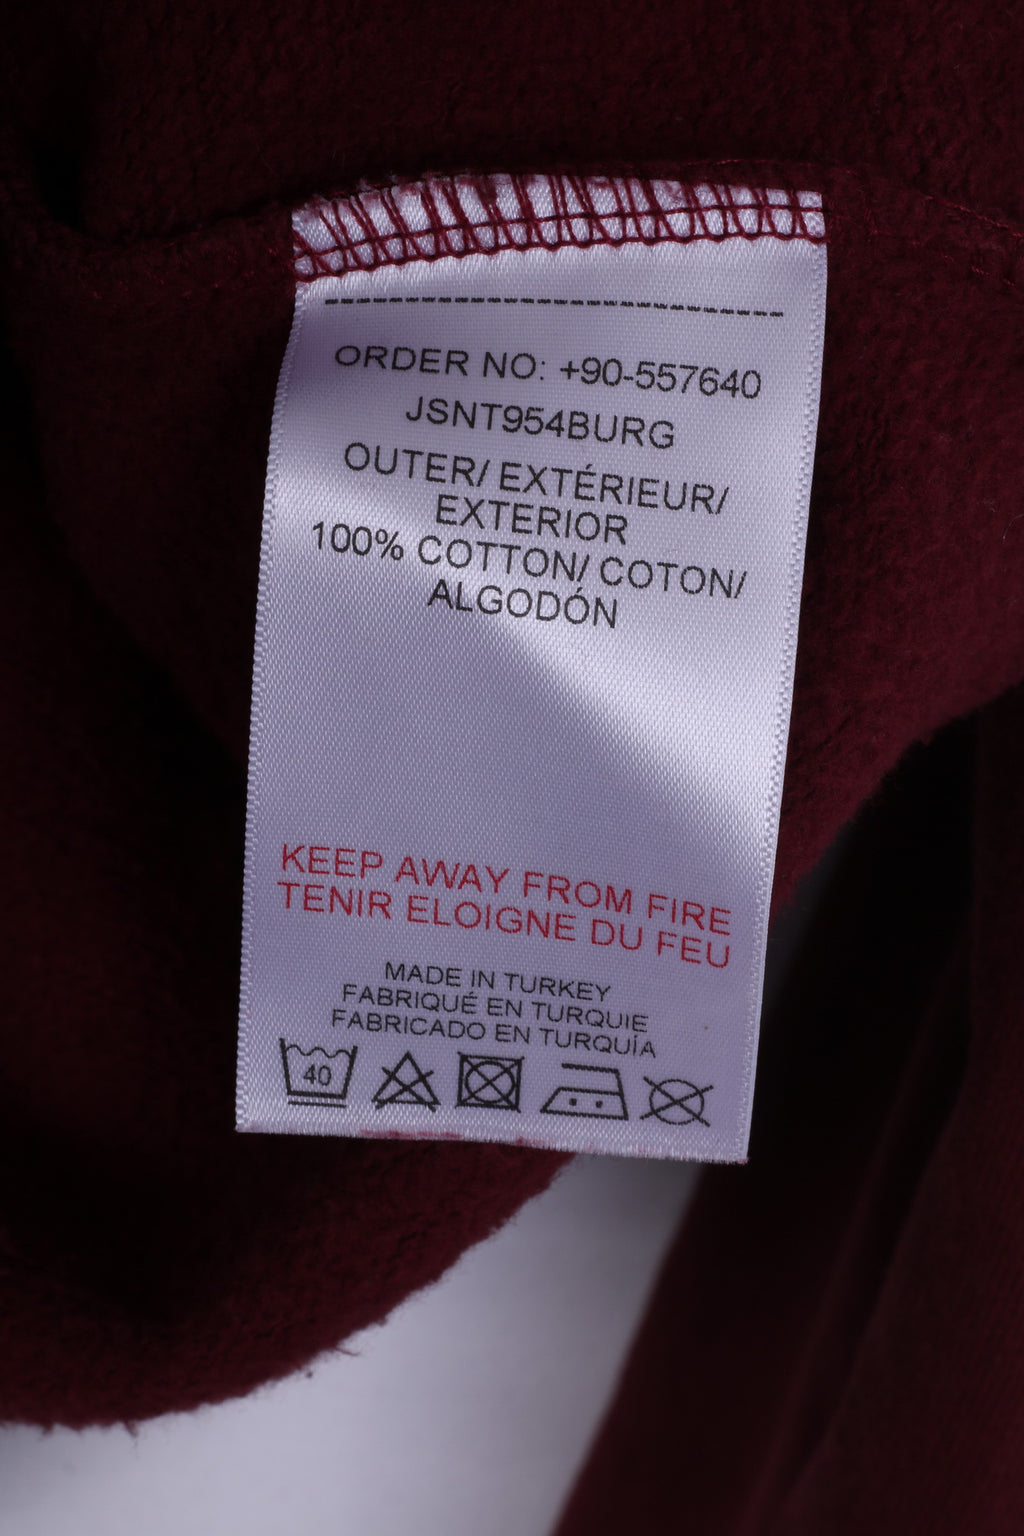 ORDER NO: +90-557640
JSNT954BURG
OUTER/ EXTÉRIEUR/
EXTERIOR
100% COTTON/ COTON/
ALGODÓN
KEEP AWAY FROM FIRE
TENIR ELOIGNE DU FEU
MADE IN TURKEY
FABRIQUÉ EN TURQUIE
FABRICADO EN TURQUÍA
40